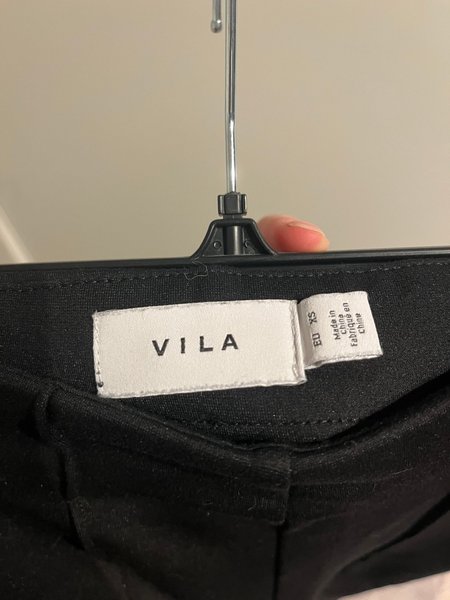 VILA
EU XS
Made in
China
Fabriqué en
Chine